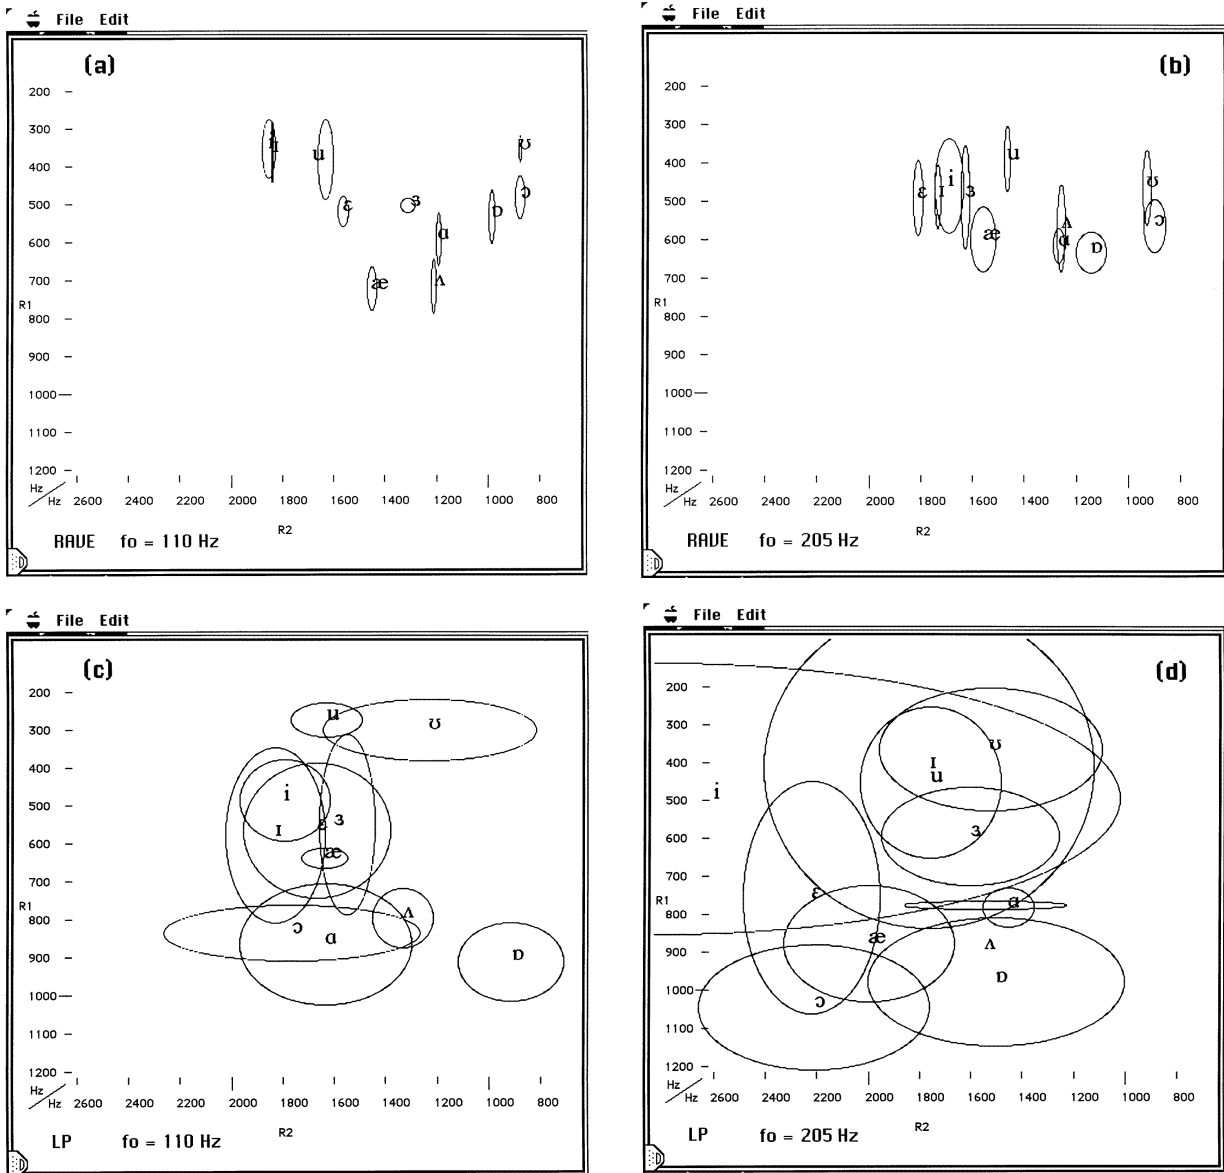 File Edit
(a)
200
300
400
500
600
700
R1
800
900
1000
1100
1200
i
ɪ
u
ʊ
ɛ
ɜ
ɔ
ɒ
ɑ
æ
ʌ
Hz
Hz 2600 2400 2200 2000 1800 1600 1400 1200 1000 800
R2
RAVE fo = 110 Hz
File Edit
(b)
200
300
400
500
600
700
R1
800
900
1000
1100
1200
u
i
ɛ
ɪ
ɜ
ʊ
æ
ʌ
ɑ
ɒ
ɔ
Hz
Hz 2600 2400 2200 2000 1800 1600 1400 1200 1000 800
R2
RAVE fo = 205 Hz
File Edit
(c)
200
300
400
500
600
700
R1
800
900
1000
1100
1200
u
ʊ
i
ɪ
ɛ
ɜ
æ
ɔ
ɑ
ʌ
ɒ
Hz
Hz 2600 2400 2200 2000 1800 1600 1400 1200 1000 800
R2
LP fo = 110 Hz
File Edit
(d)
200
300
400
500
600
700
R1
800
900
1000
1100
1200
ʊ
ɪ
u
i
ɜ
ɛ
ɑ
æ
ʌ
ɒ
ɔ
Hz
Hz 2600 2400 2200 2000 1800 1600 1400 1200 1000 800
R2
LP fo = 205 Hz